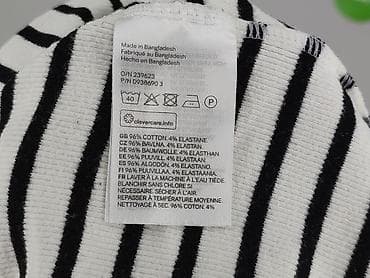 Made in Bangladesh
Fabriqué au Bangladesh
Hecho en Bangladesh
O/N 239623
P/N D938690 3
40
P
clevercare.info
GB 96% COTTON. 4% ELASTANE.
CZ 96% BAVLNA. 4% ELASTAN.
DE 96% BAUMWOLLE. 4% ELASTHAN
EE 96% PUUVILL. 4% ELASTAAN.
ES 96% ALGODÓN. 4% ELASTANO.
FI 96% PUUVILLA. 4% ELASTAANIA.
FR LAVER À LA MACHINE À L'EAU TIÈDE.
BLANCHIR SANS CHLORE SI
NÉCESSAIRE SÉCHER À PLAT.
REPASSER À TEMPÉRATURE MOYENNE
NETTOYAGE À SEC. 96% COTON. 4%